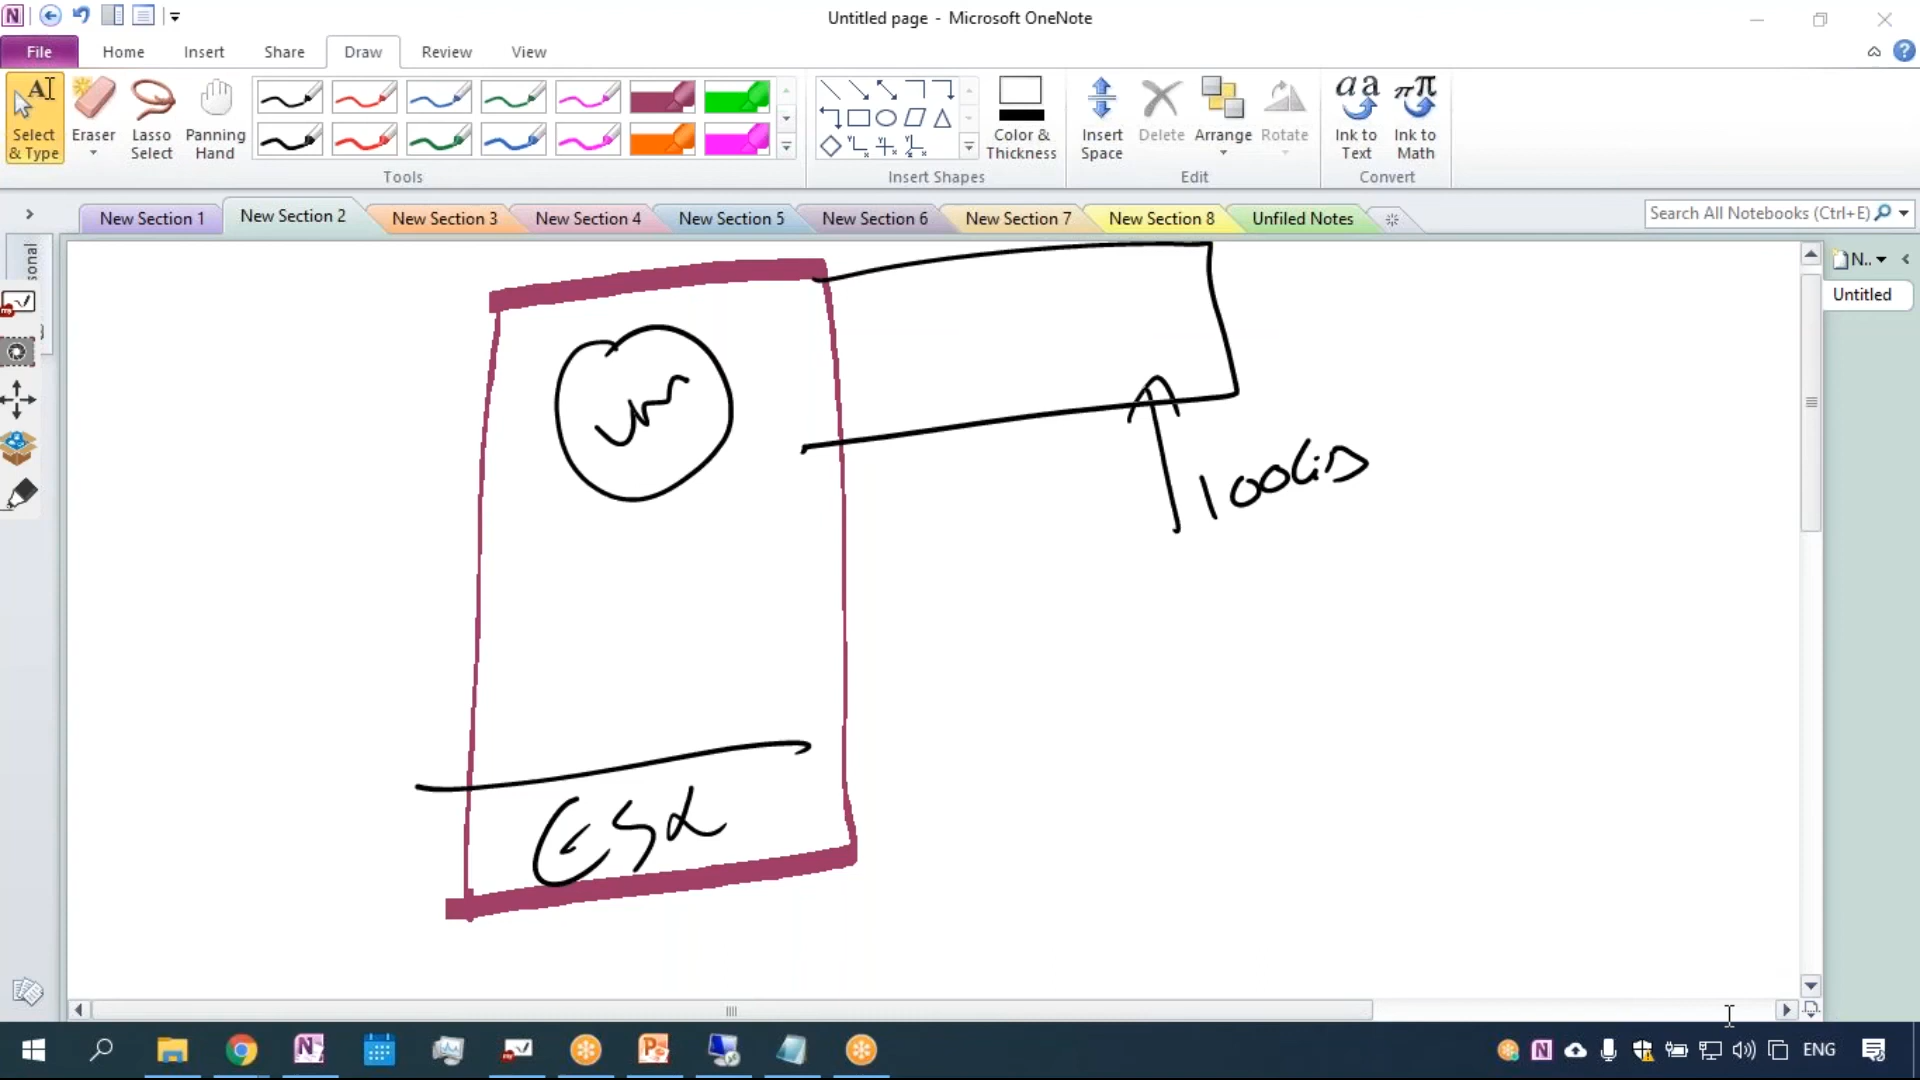 Untitled page - Microsoft OneNote
File Home Insert Share Draw Review View
Select & Type
Eraser
Lasso Select
Panning Hand
Color & Thickness
Insert Space
Delete
Arrange
Rotate
Ink to Text
Ink to Math
Tools
Insert Shapes
Edit
Convert
New Section 1 New Section 2 New Section 3 New Section 4 New Section 5 New Section 6 New Section 7 New Section 8 Unfiled Notes
Search All Notebooks (Ctrl+E)
N..
Untitled
sonal
ENG